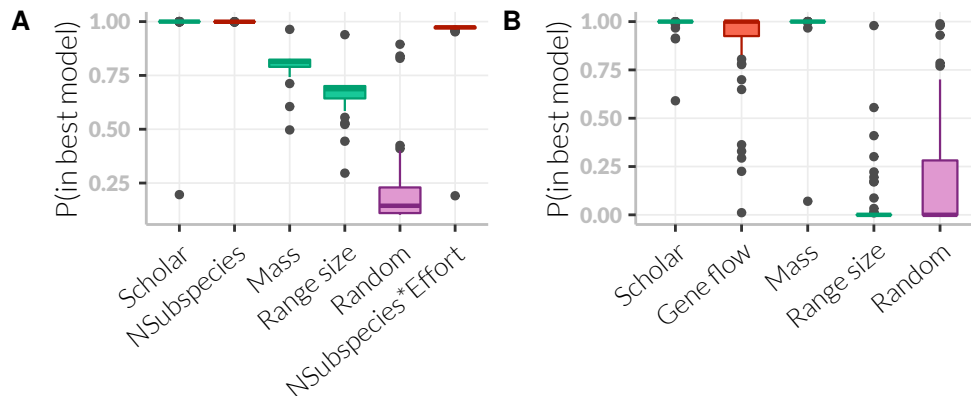 A
P(in best model)
1.00
0.75
0.50
0.25
Scholar
NSubspecies
Mass
Range size
Random
NSubspecies*Effort
B
P(in best model)
1.00
0.75
0.50
0.25
0.00
Scholar
Gene flow
Mass
Range size
Random